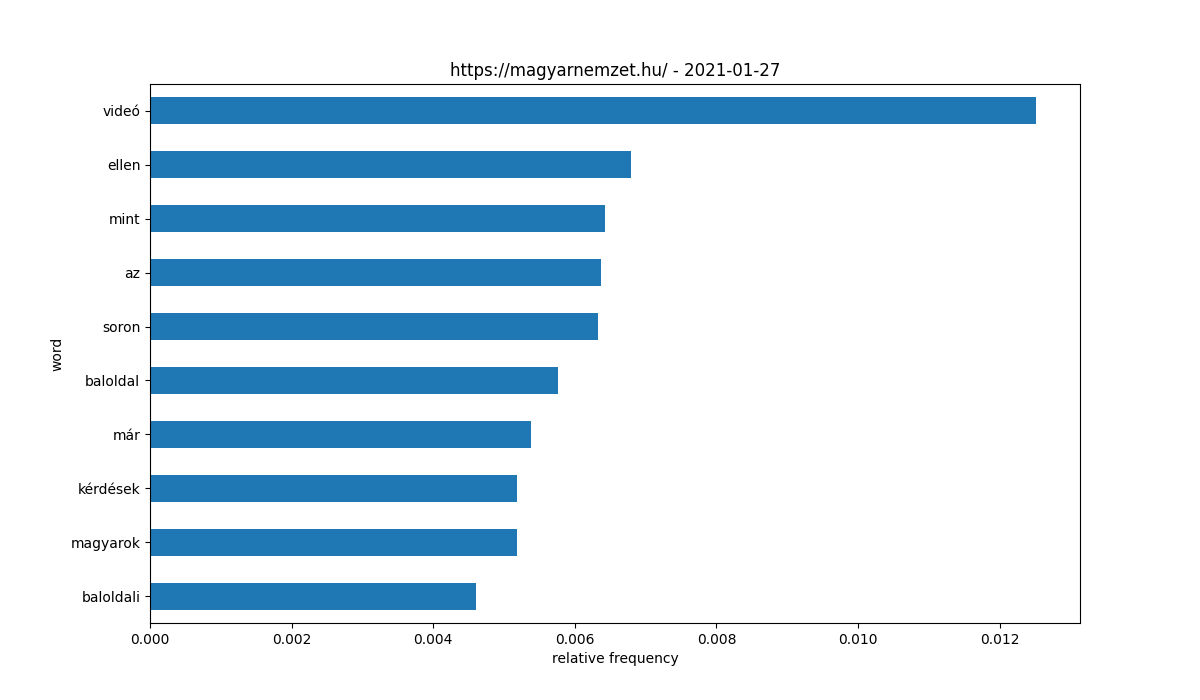 https://magyarnemzet.hu/ - 2021-01-27
videó
ellen
mint
az
soron
baloldal
már
kérdések
magyarok
baloldali
word
0.000 0.002 0.004 0.006 0.008 0.010 0.012
relative frequency